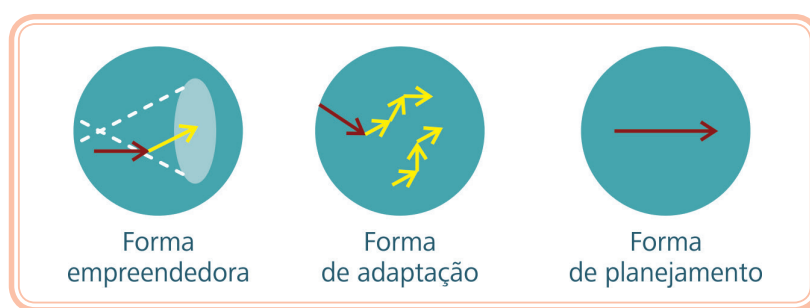 Forma
empreendedora
Forma
de adaptação
Forma
de planejamento